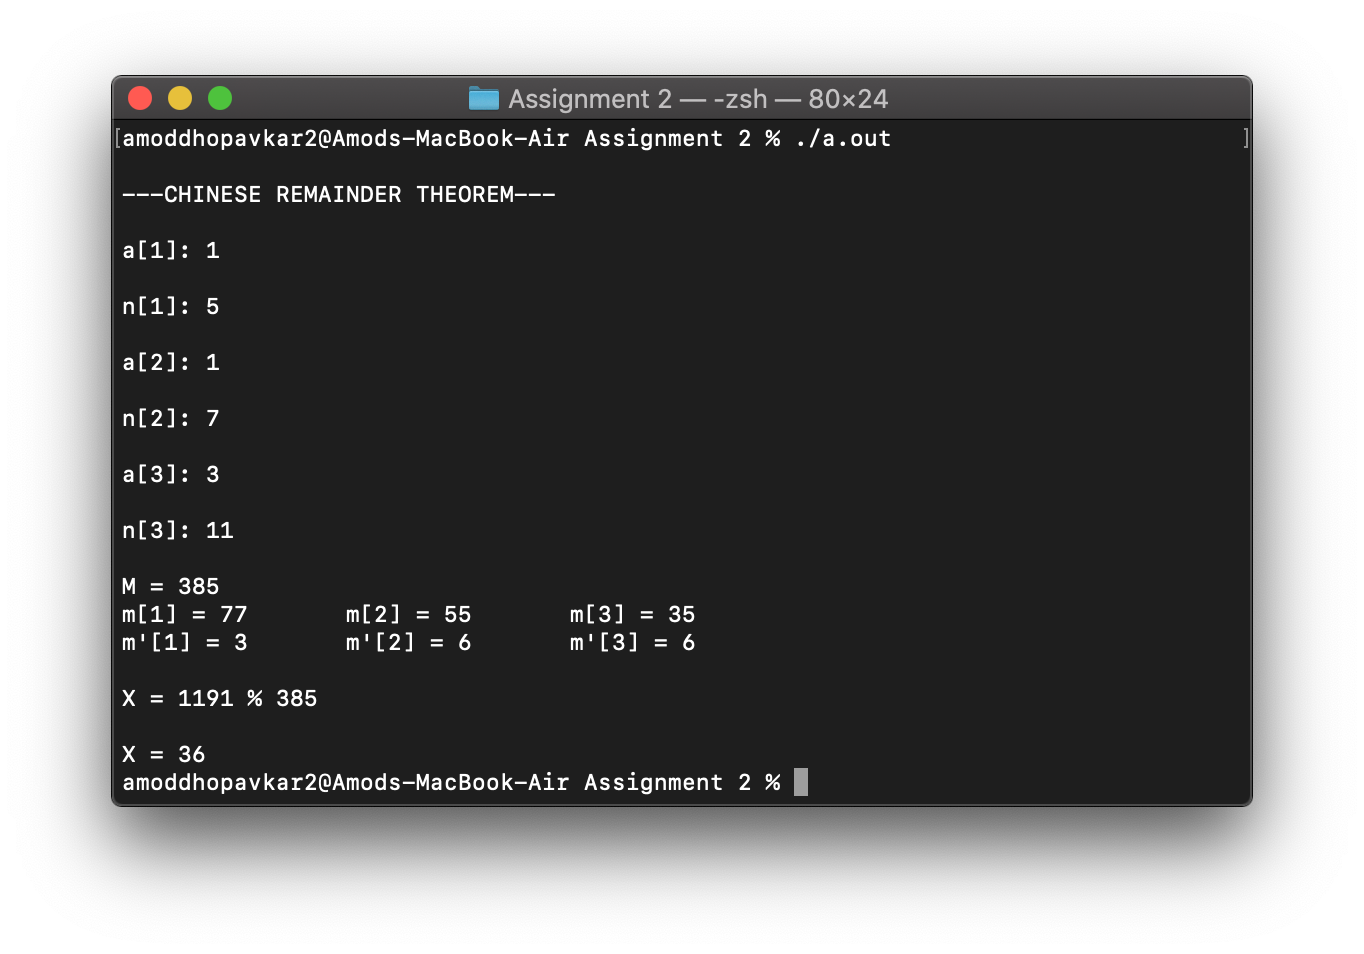 Assignment 2 — -zsh — 80×24
[amoddhopavkar2@Amods-MacBook-Air Assignment 2 % ./a.out ]
---CHINESE REMAINDER THEOREM---
a[1]: 1
n[1]: 5
a[2]: 1
n[2]: 7
a[3]: 3
n[3]: 11
M = 385
m[1] = 77 m[2] = 55 m[3] = 35
m'[1] = 3 m'[2] = 6 m'[3] = 6
X = 1191 % 385
X = 36
amoddhopavkar2@Amods-MacBook-Air Assignment 2 %